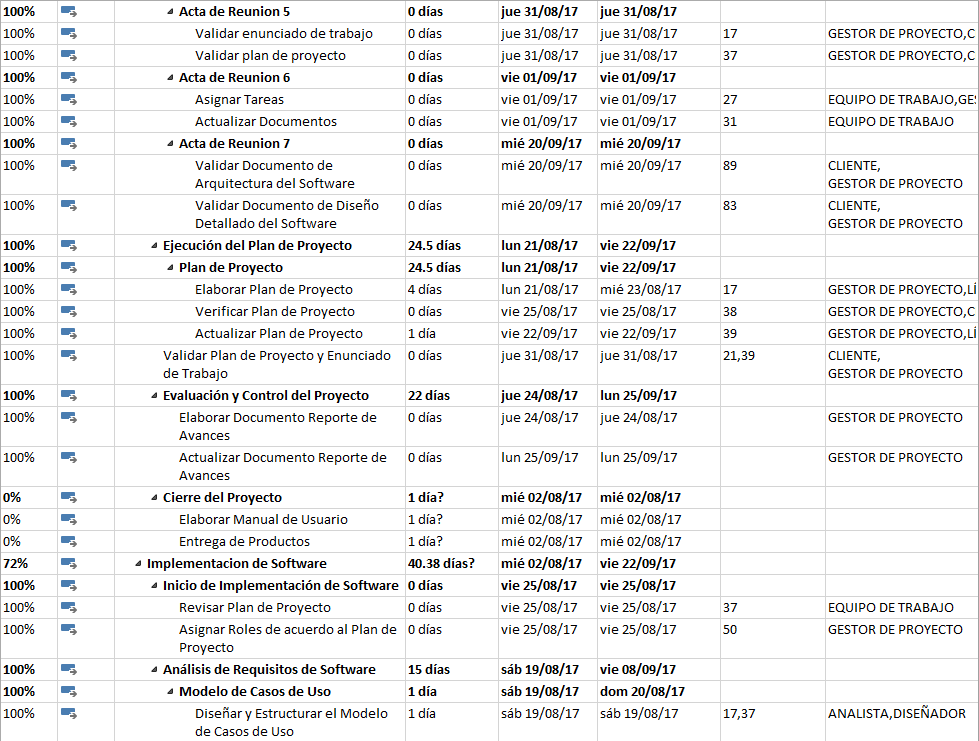 100% Acta de Reunion 5 0 días jue 31/08/17 jue 31/08/17
100% Validar enunciado de trabajo 0 días jue 31/08/17 jue 31/08/17 17 GESTOR DE PROYECTO,C
100% Validar plan de proyecto 0 días jue 31/08/17 jue 31/08/17 37 GESTOR DE PROYECTO,C
100% Acta de Reunion 6 0 días vie 01/09/17 vie 01/09/17
100% Asignar Tareas 0 días vie 01/09/17 vie 01/09/17 27 EQUIPO DE TRABAJO,GES
100% Actualizar Documentos 0 días vie 01/09/17 vie 01/09/17 31 EQUIPO DE TRABAJO
100% Acta de Reunion 7 0 días mié 20/09/17 mié 20/09/17
100% Validar Documento de 0 días mié 20/09/17 mié 20/09/17 89 CLIENTE,
Arquitectura del Software GESTOR DE PROYECTO
100% Validar Documento de Diseño 0 días mié 20/09/17 mié 20/09/17 83 CLIENTE,
Detallado del Software GESTOR DE PROYECTO
100% Ejecución del Plan de Proyecto 24.5 días lun 21/08/17 vie 22/09/17
100% Plan de Proyecto 24.5 días lun 21/08/17 vie 22/09/17
100% Elaborar Plan de Proyecto 4 días lun 21/08/17 mié 23/08/17 17 GESTOR DE PROYECTO,LÍ
100% Verificar Plan de Proyecto 0 días vie 25/08/17 vie 25/08/17 38 GESTOR DE PROYECTO,C
100% Actualizar Plan de Proyecto 1 día vie 22/09/17 vie 22/09/17 39 GESTOR DE PROYECTO,LÍ
100% Validar Plan de Proyecto y Enunciado 0 días jue 31/08/17 jue 31/08/17 21,39 CLIENTE,
de Trabajo GESTOR DE PROYECTO
100% Evaluación y Control del Proyecto 22 días jue 24/08/17 lun 25/09/17
100% Elaborar Documento Reporte de 0 días jue 24/08/17 jue 24/08/17 GESTOR DE PROYECTO
Avances
100% Actualizar Documento Reporte de 0 días lun 25/09/17 lun 25/09/17 GESTOR DE PROYECTO
Avances
0% Cierre del Proyecto 1 día? mié 02/08/17 mié 02/08/17
0% Elaborar Manual de Usuario 1 día? mié 02/08/17 mié 02/08/17
0% Entrega de Productos 1 día? mié 02/08/17 mié 02/08/17
72% Implementacion de Software 40.38 días? mié 02/08/17 vie 22/09/17
100% Inicio de Implementación de Software 0 días vie 25/08/17 vie 25/08/17
100% Revisar Plan de Proyecto 0 días vie 25/08/17 vie 25/08/17 37 EQUIPO DE TRABAJO
100% Asignar Roles de acuerdo al Plan de 0 días vie 25/08/17 vie 25/08/17 50 GESTOR DE PROYECTO
Proyecto
100% Análisis de Requisitos de Software 15 días sáb 19/08/17 vie 08/09/17
100% Modelo de Casos de Uso 1 día sáb 19/08/17 dom 20/08/17
100% Diseñar y Estructurar el Modelo 1 día sáb 19/08/17 sáb 19/08/17 17,37 ANALISTA,DISEÑADOR
de Casos de Uso